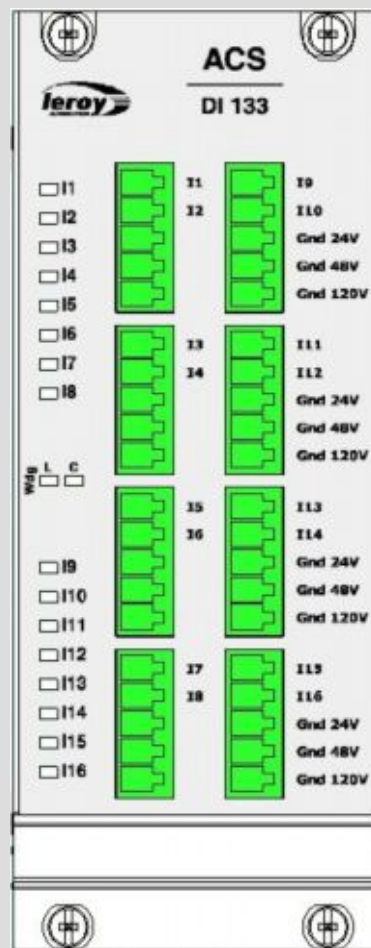 ACS
leroy
DI 133
I1
I2
I3
I4
I5
I6
I7
I8
Wdg L C
I9
I10
I11
I12
I13
I14
I15
I16
I1
I2
I3
I4
I5
I6
I7
I8
I9
I10
Gnd 24V
Gnd 48V
Gnd 120V
I11
I12
Gnd 24V
Gnd 48V
Gnd 120V
I13
I14
Gnd 24V
Gnd 48V
Gnd 120V
I15
I16
Gnd 24V
Gnd 48V
Gnd 120V